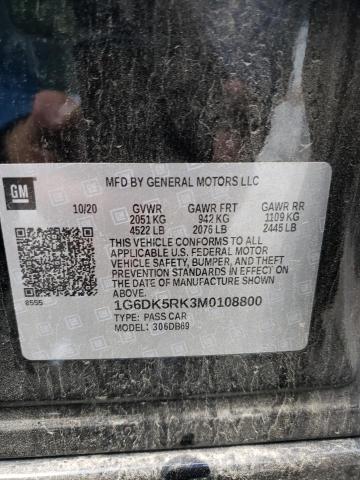 GM
MFD BY GENERAL MOTORS LLC
10/20 GVWR GAWR FRT GAWR RR
2051 KG 942 KG 1109 KG
4522 LB 2076 LB 2445 LB
THIS VEHICLE CONFORMS TO ALL
APPLICABLE U.S. FEDERAL MOTOR
VEHICLE SAFETY, BUMPER, AND THEFT
PREVENTION STANDARDS IN EFFECT ON
THE DATE OF MANUFACTURE SHOWN
ABOVE.
8555 1G6DK5RK3M0108800
TYPE: PASS CAR
MODEL: 306DB69